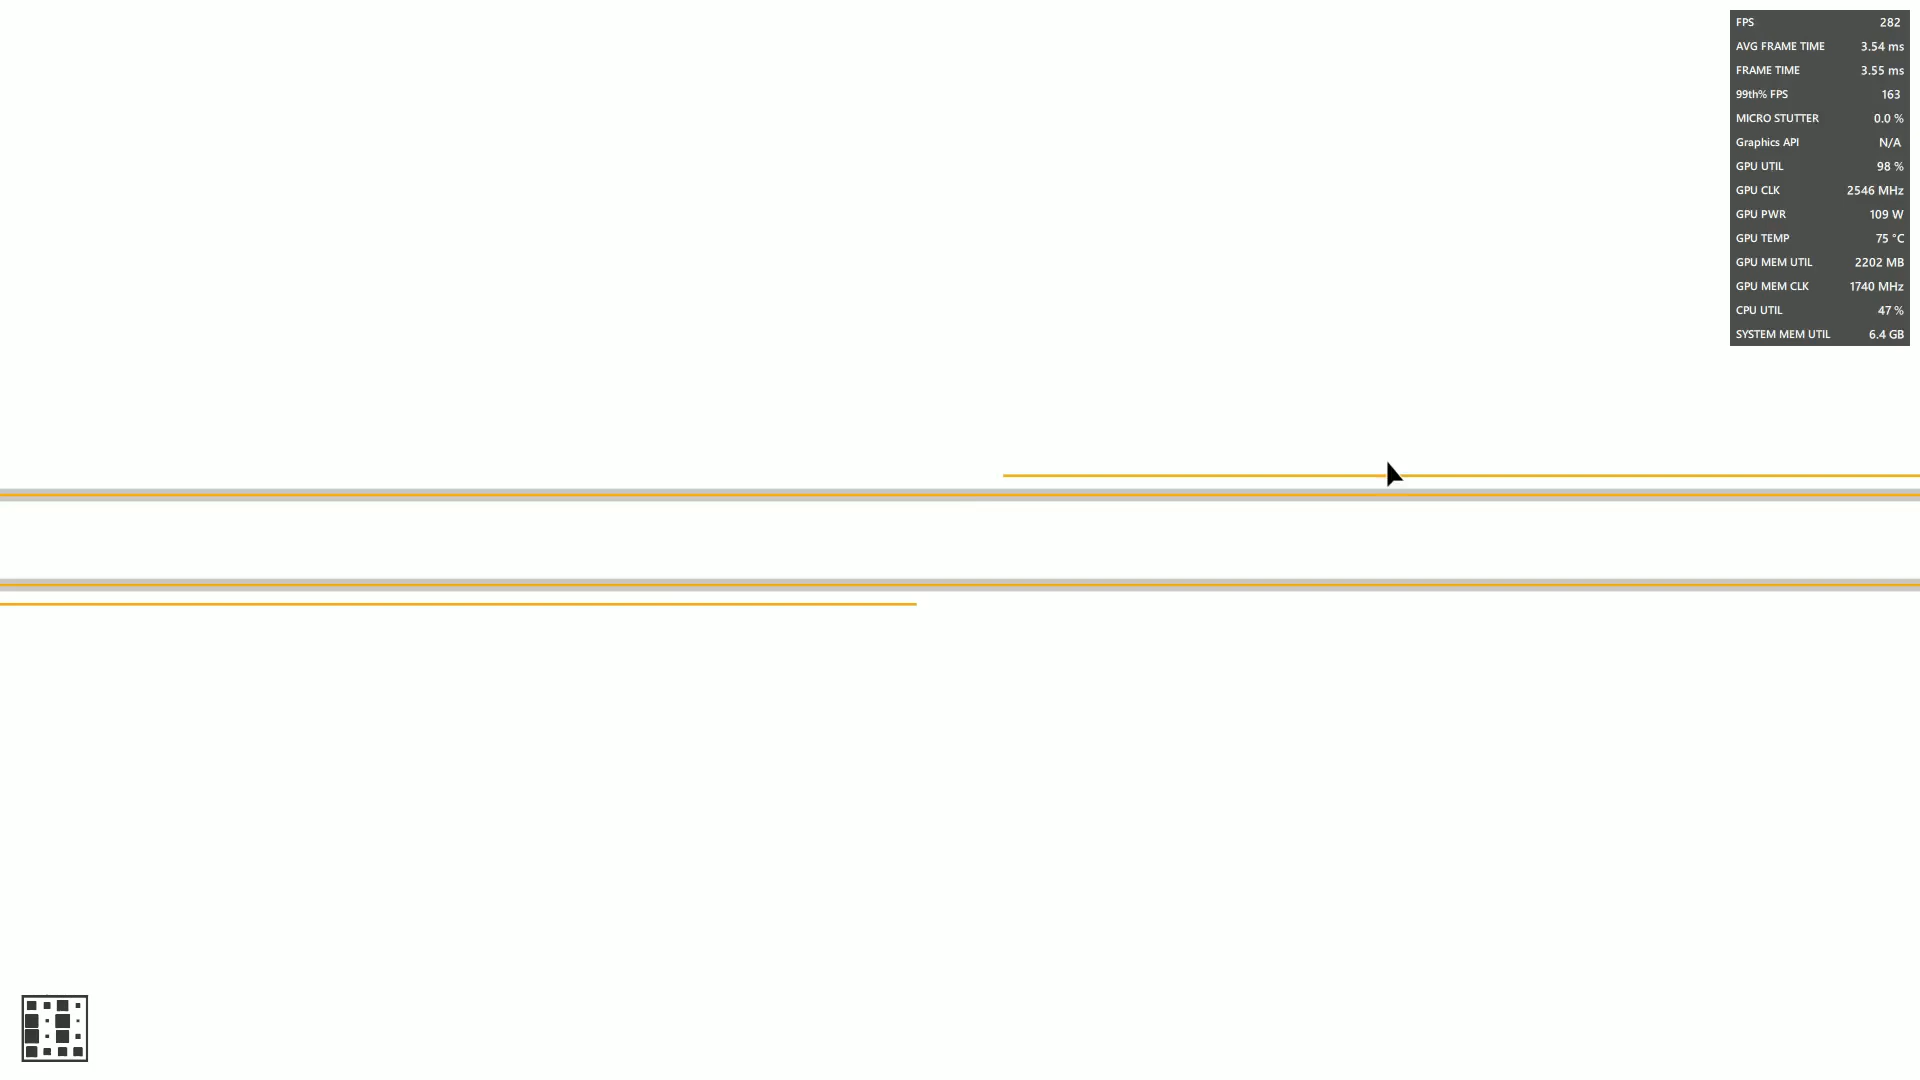 FPS 282
AVG FRAME TIME 3.54 ms
FRAME TIME 3.55 ms
99th% FPS 163
MICRO STUTTER 0.0 %
Graphics API N/A
GPU UTIL 98 %
GPU CLK 2546 MHz
GPU PWR 109 W
GPU TEMP 75 °C
GPU MEM UTIL 2202 MB
GPU MEM CLK 1740 MHz
CPU UTIL 47 %
SYSTEM MEM UTIL 6.4 GB